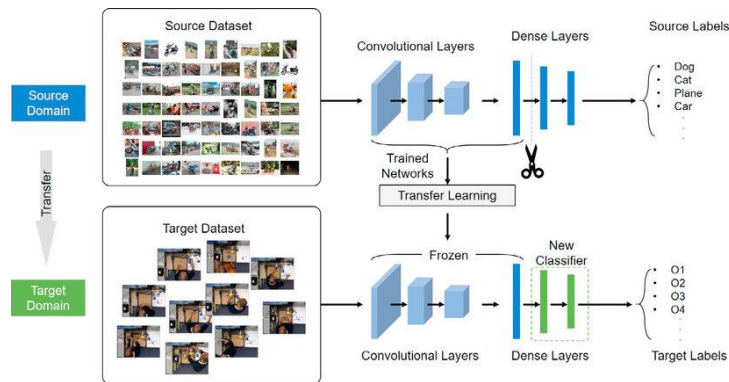 Source Dataset
Convolutional Layers
Dense Layers
Source Labels
Dog
Cat
Plane
Car
Source
Domain
Trained
Networks
Transfer Learning
Transfer
Target Dataset
Frozen
New
Classifier
O1
O2
O3
O4
Target
Domain
Convolutional Layers
Dense Layers
Target Labels